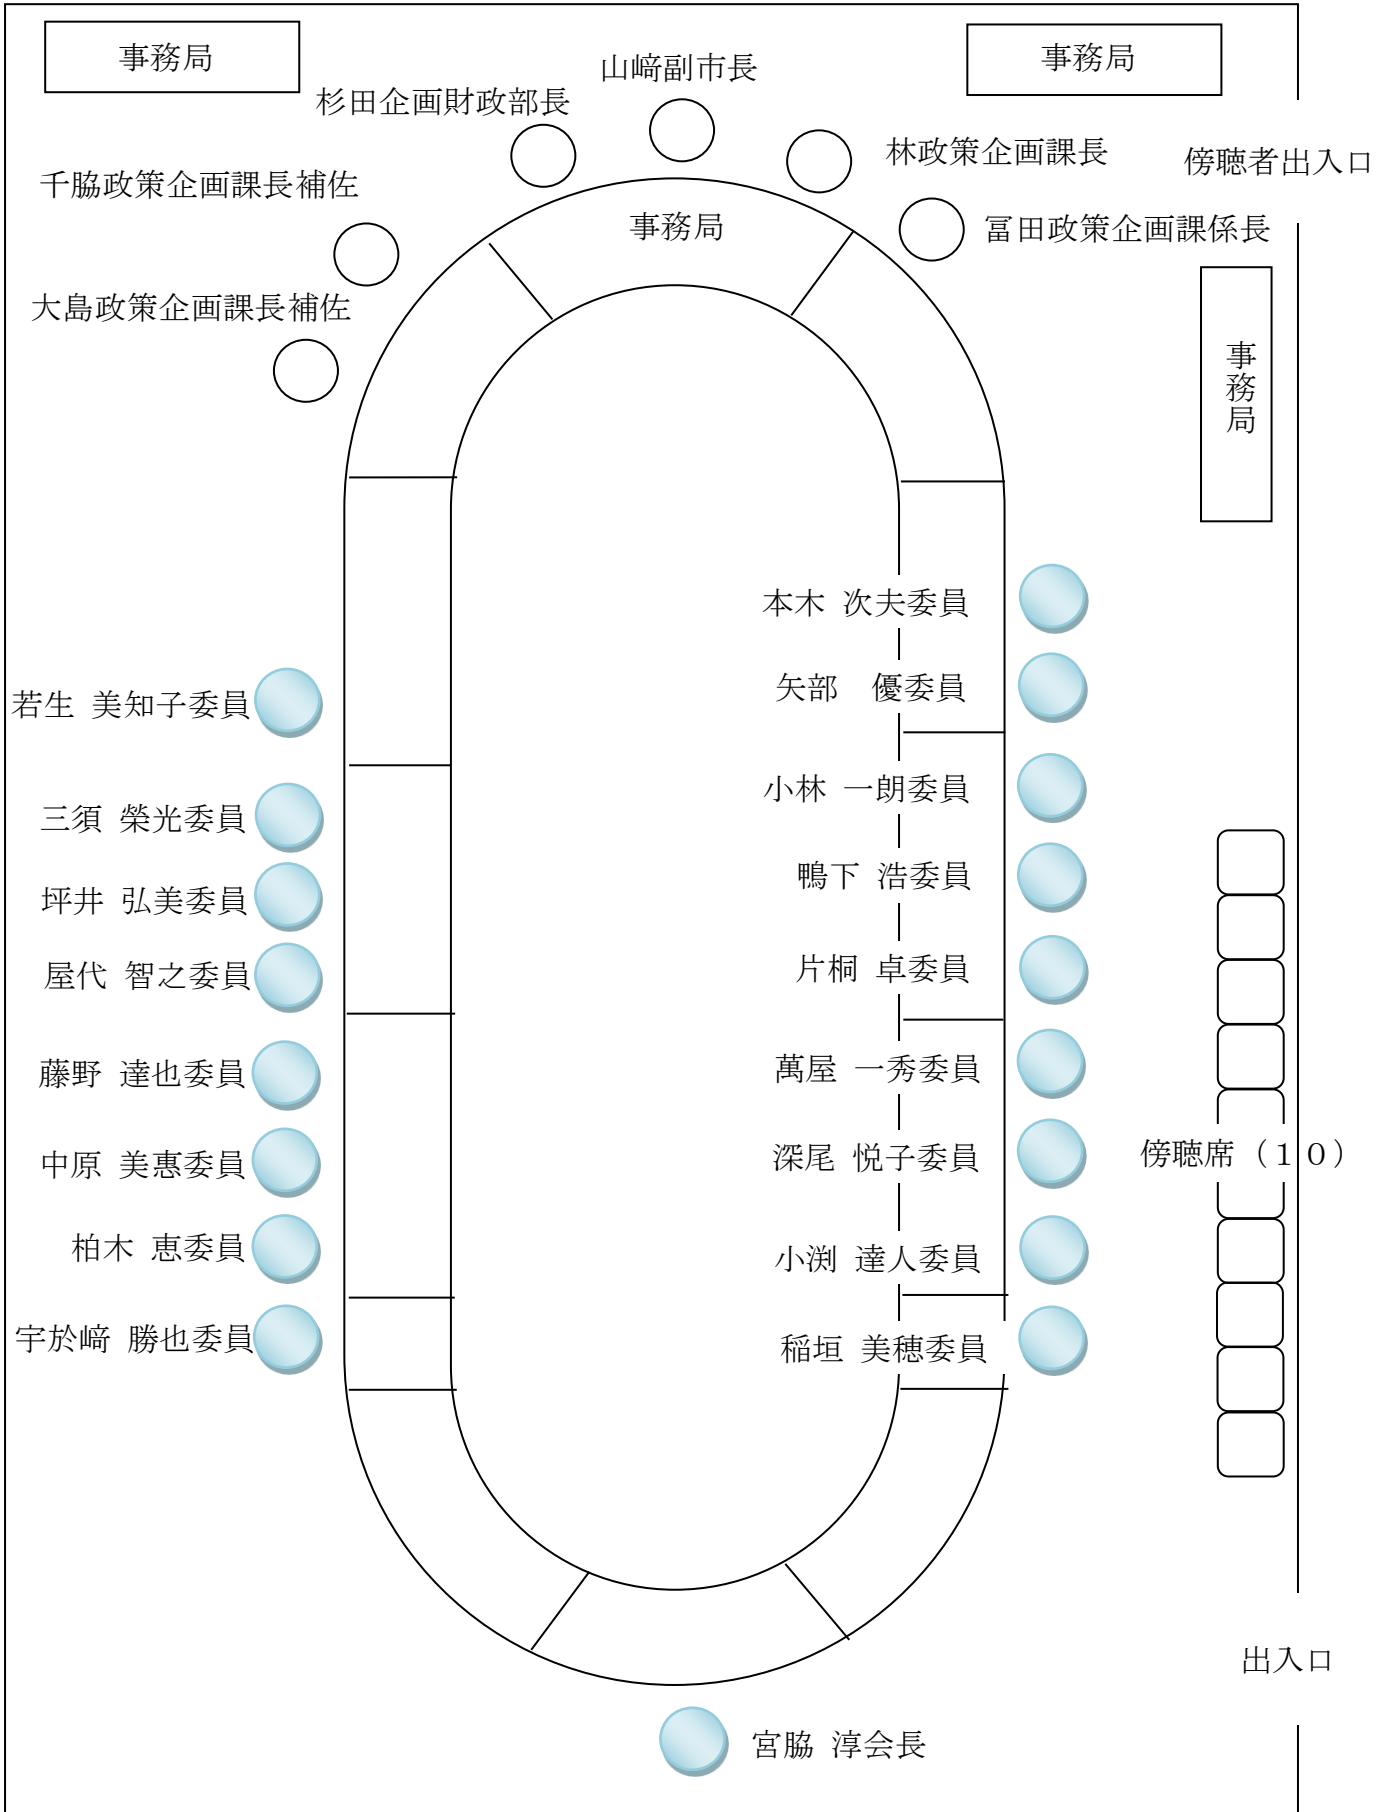 事務局
事務局
山﨑副市長
杉田企画財政部長
林政策企画課長
傍聴者出入口
千脇政策企画課長補佐
事務局
冨田政策企画課係長
大島政策企画課長補佐
事務局
本木 次夫委員
矢部　優委員
若生 美知子委員
小林 一朗委員
三須 榮光委員
鴨下 浩委員
坪井 弘美委員
片桐 卓委員
屋代 智之委員
萬屋 一秀委員
藤野 達也委員
深尾 悦子委員
傍聴席（１０）
中原 美恵委員
柏木 恵委員
小渕 達人委員
宇於﨑 勝也委員
稲垣 美穂委員
出入口
宮脇 淳会長